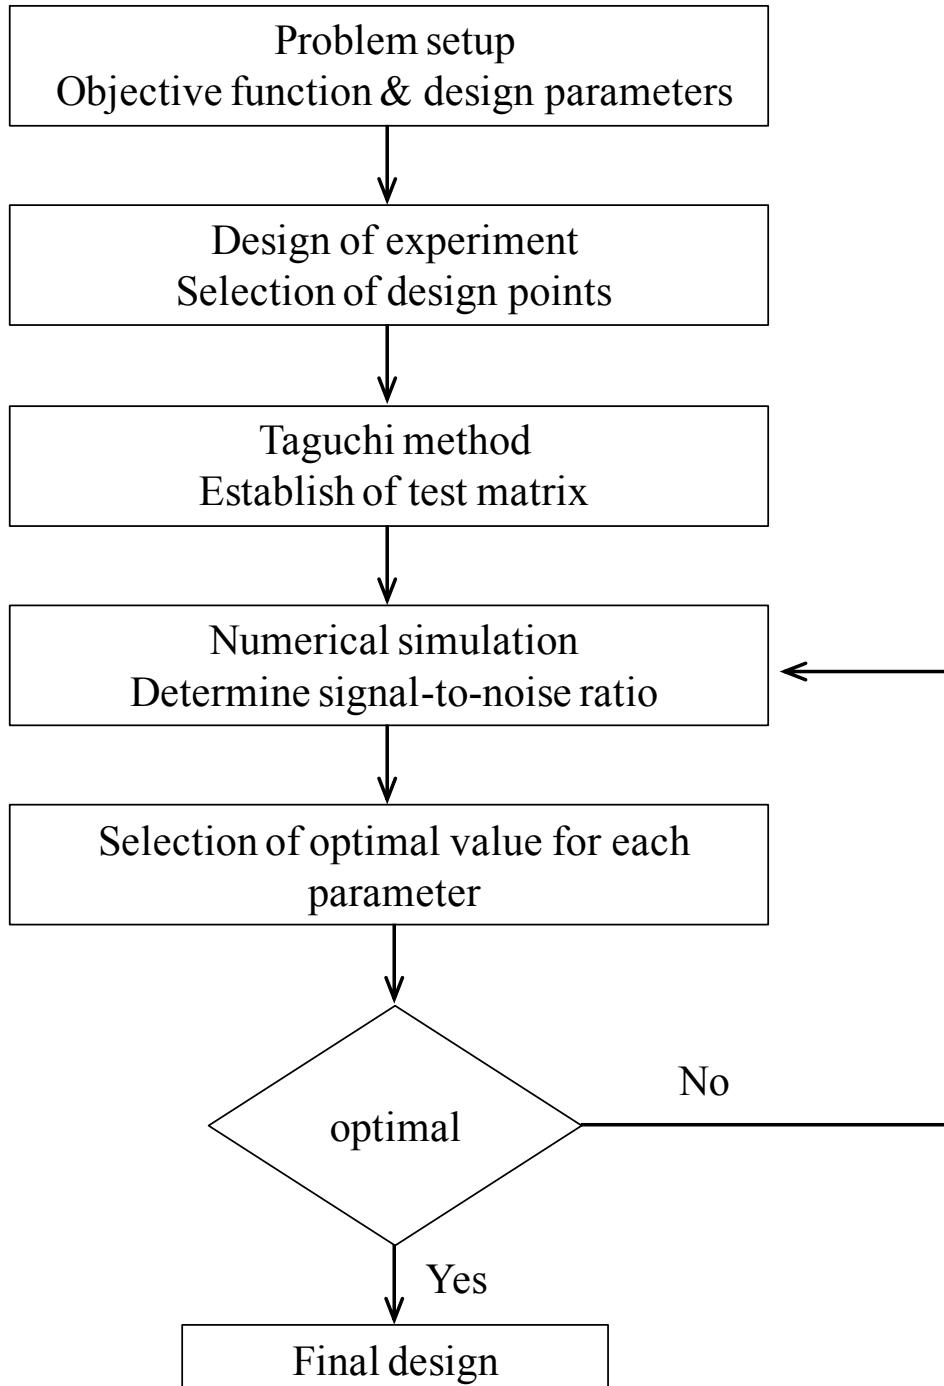 Problem setup
Objective function & design parameters
Design of experiment
Selection of design points
Taguchi method
Establish of test matrix
Numerical simulation
Determine signal-to-noise ratio
Selection of optimal value for each
parameter
No
optimal
Yes
Final design